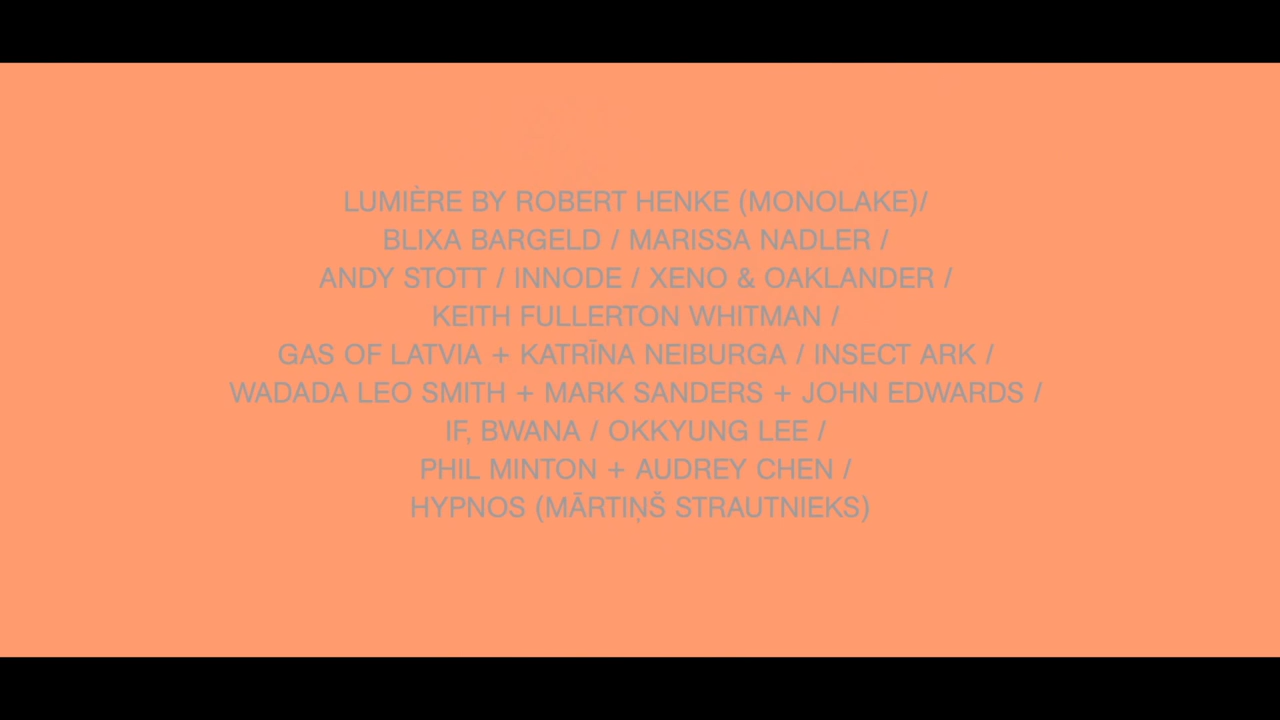 LUMIÈRE BY ROBERT HENKE (MONOLAKE)/
BLIXA BARGELD / MARISSA NADLER /
ANDY STOTT / INNODE / XENO & OAKLANDER /
KEITH FULLERTON WHITMAN /
GAS OF LATVIA + KATRĪNA NEIBURGA / INSECT ARK /
WADADA LEO SMITH + MARK SANDERS + JOHN EDWARDS /
IF, BWANA / OKKYUNG LEE /
PHIL MINTON + AUDREY CHEN /
HYPNOS (MĀRTIŅŠ STRAUTNIEKS)